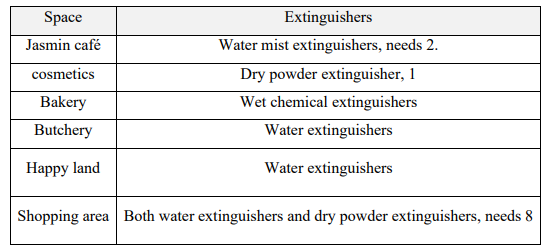 Space Extinguishers
Jasmin café Water mist extinguishers, needs 2.
cosmetics Dry powder extinguisher, 1
Bakery Wet chemical extinguishers
Butchery Water extinguishers
Happy land Water extinguishers
Shopping area Both water extinguishers and dry powder extinguishers, needs 8